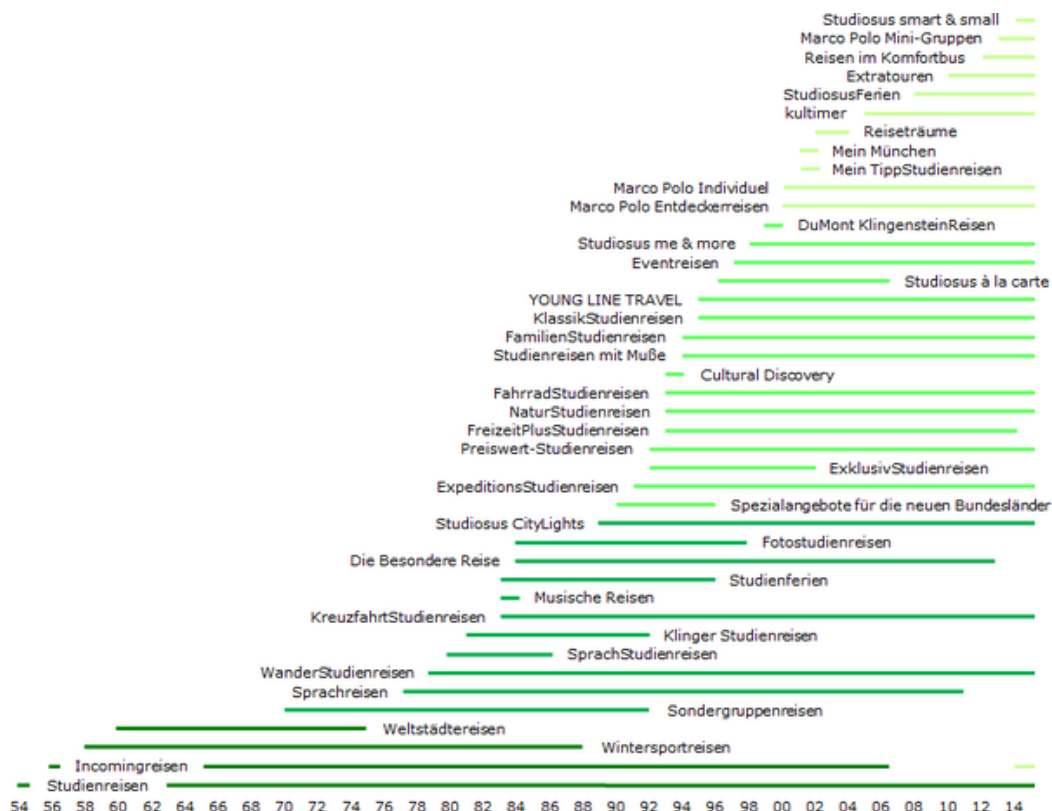 Studiosus smart & small
Marco Polo Mini-Gruppen
Reisen im Komfortbus
Extratouren
StudiosusFerien
kultimer
Reiseträume
Mein München
Mein TippStudienreisen
Marco Polo Individuel
Marco Polo Entdeckerreisen
DuMont KlingensteinReisen
Studiosus me & more
Eventreisen
Studiosus à la carte
YOUNG LINE TRAVEL
KlassikStudienreisen
FamilienStudienreisen
Studienreisen mit Muße
Cultural Discovery
FahrradStudienreisen
NaturStudienreisen
FreizeitPlusStudienreisen
Preiswert-Studienreisen
ExklusivStudienreisen
ExpeditionsStudienreisen
Spezialangebote für die neuen Bundesländer
Studiosus CityLights
Fotostudienreisen
Die Besondere Reise
Studienferien
Musische Reisen
KreuzfahrtStudienreisen
Klinger Studienreisen
SprachStudienreisen
WanderStudienreisen
Sprachreisen
Sondergruppenreisen
Weltstädtereisen
Wintersportreisen
Incomingreisen
Studienreisen
54 56 58 60 62 64 66 68 70 72 74 76 78 80 82 84 86 88 90 92 94 96 98 00 02 04 06 08 10 12 14